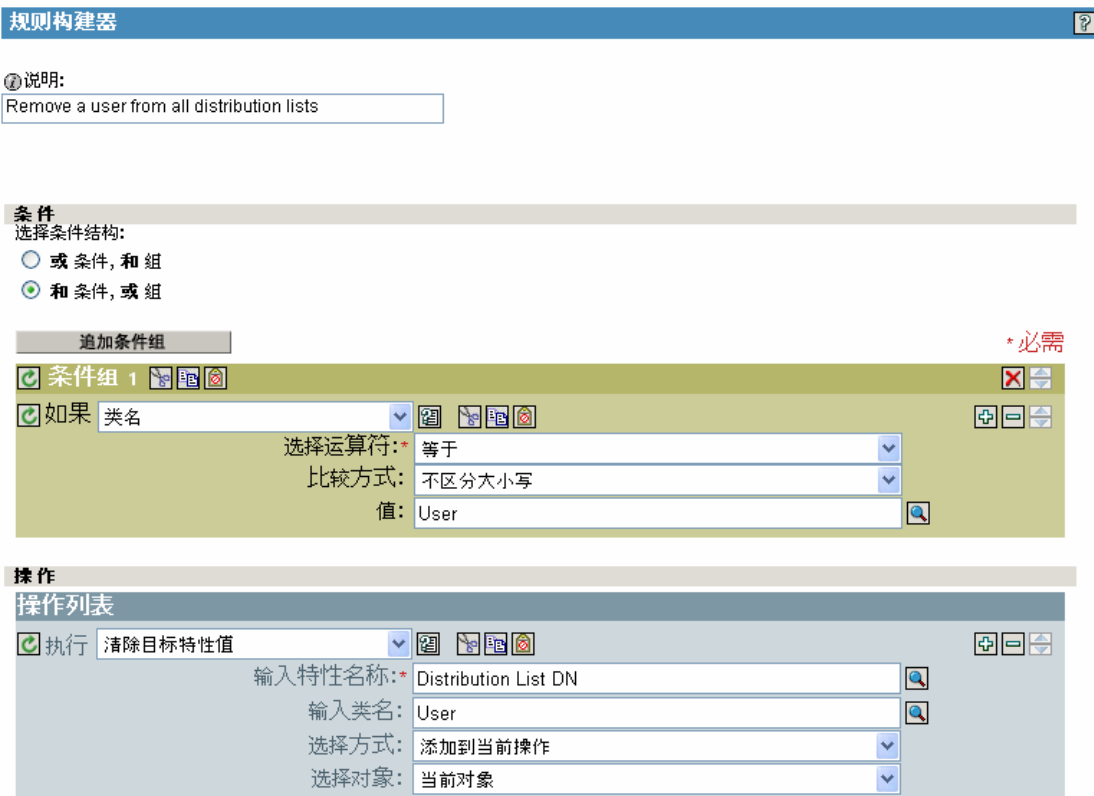 规则构建器
说明:
Remove a user from all distribution lists
条件
选择条件结构:
或 条件, 和 组
和 条件, 或 组
追加条件组
* 必需
条件组 1
如果 类名
选择运算符:* 等于
比较方式: 不区分大小写
值: User
操作
操作列表
执行 清除目标特性值
输入特性名称:* Distribution List DN
输入类名: User
选择方式: 添加到当前操作
选择对象: 当前对象